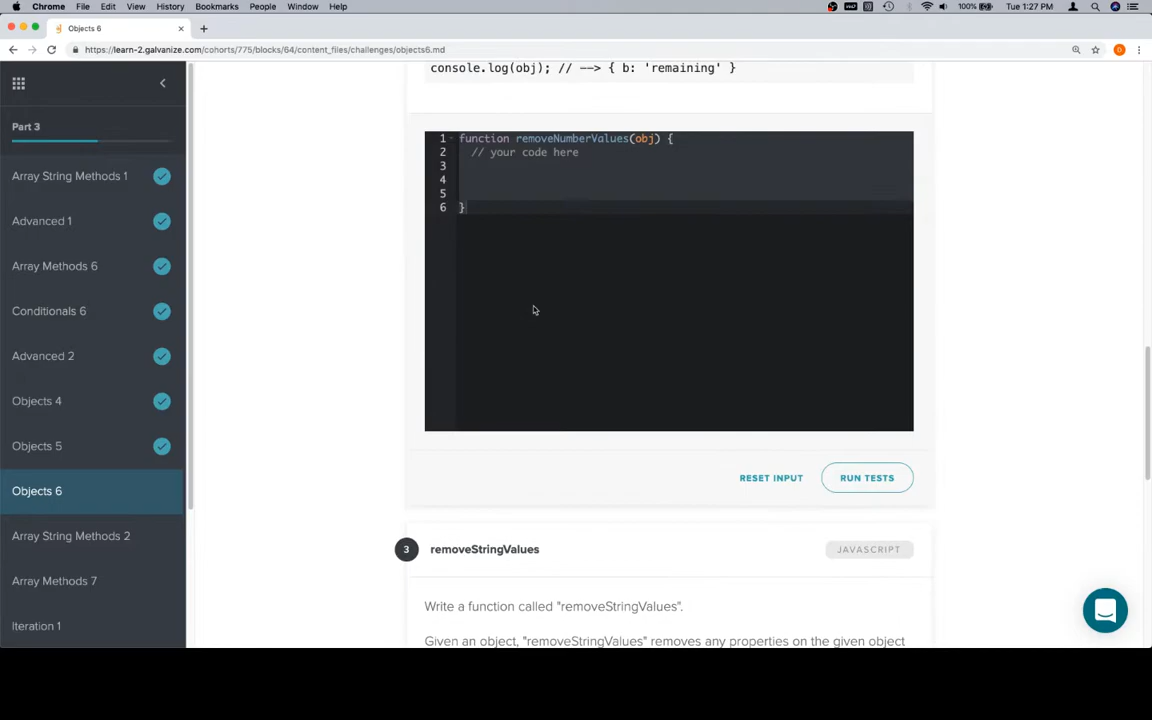 Chrome File Edit View History Bookmarks People Window Help 100% Tue 1:27 PM
Objects 6
https://learn-2.galvanize.com/cohorts/775/blocks/64/content_files/challenges/objects6.md
Part 3
Array String Methods 1
Advanced 1
Array Methods 6
Conditionals 6
Advanced 2
Objects 4
Objects 5
Objects 6
Array String Methods 2
Array Methods 7
Iteration 1
console.log(obj); // --> { b: 'remaining' }
1 function removeNumberValues(obj) {
2 // your code here
3
4
5
6 }
RESET INPUT RUN TESTS
3 removeStringValues JAVASCRIPT
Write a function called "removeStringValues".
Given an object, "removeStringValues" removes any properties on the given object